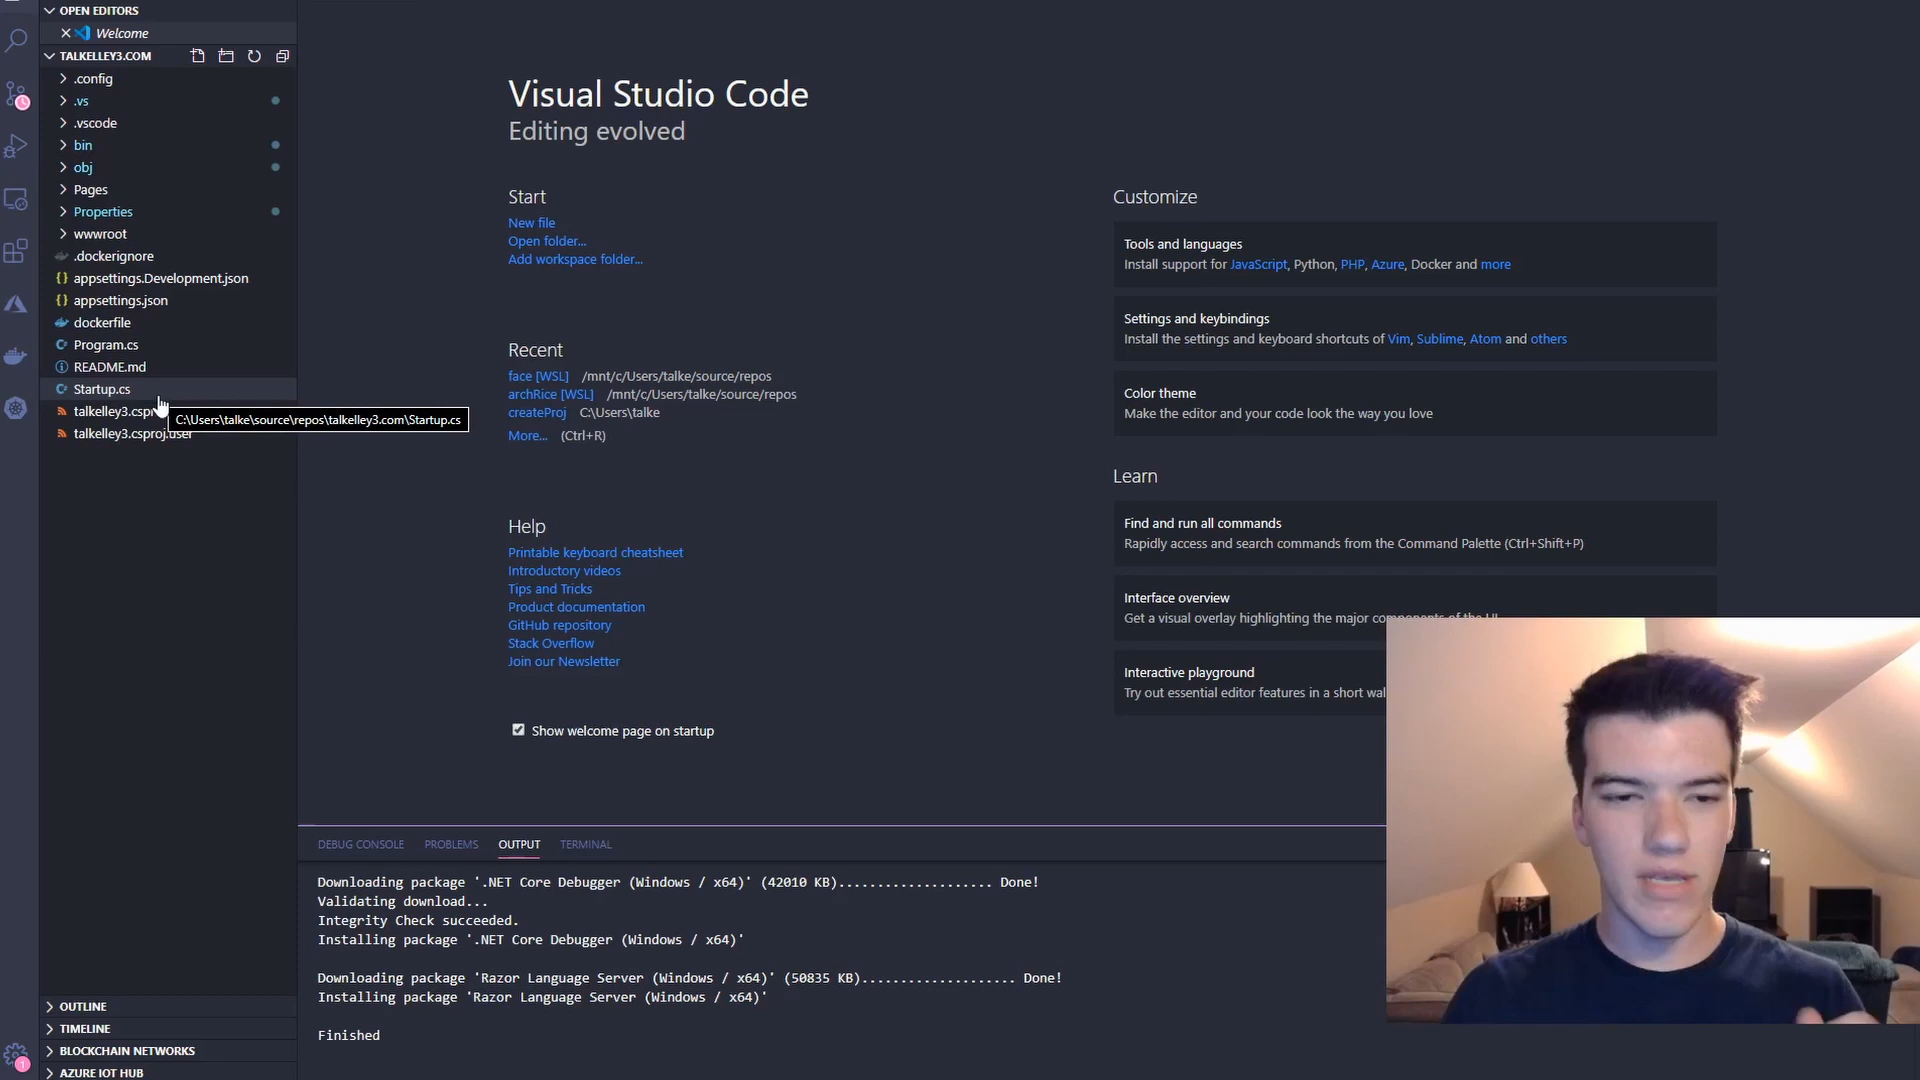 OPEN EDITORS
Welcome
TALKELLEY3.COM
.config
.vs
.vscode
bin
obj
Pages
Properties
wwwroot
.dockerignore
appsettings.Development.json
appsettings.json
dockerfile
Program.cs
README.md
Startup.cs
talkelley3.csp
C:\Users\talke\source\repos\talkelley3.com\Startup.cs
talkelley3.csproj.user
OUTLINE
TIMELINE
BLOCKCHAIN NETWORKS
AZURE IOT HUB
1
Visual Studio Code
Editing evolved
Start
New file
Open folder...
Add workspace folder...
Recent
face [WSL] /mnt/c/Users/talke/source/repos
archRice [WSL] /mnt/c/Users/talke/source/repos
createProj C:\Users\talke
More... (Ctrl+R)
Help
Printable keyboard cheatsheet
Introductory videos
Tips and Tricks
Product documentation
GitHub repository
Stack Overflow
Join our Newsletter
Show welcome page on startup
Customize
Tools and languages
Install support for JavaScript, Python, PHP, Azure, Docker and more
Settings and keybindings
Install the settings and keyboard shortcuts of Vim, Sublime, Atom and others
Color theme
Make the editor and your code look the way you love
Learn
Find and run all commands
Rapidly access and search commands from the Command Palette (Ctrl+Shift+P)
Interface overview
Get a visual overlay highlighting the major components of the UI
Interactive playground
Try out essential editor features in a short wal
DEBUG CONSOLE PROBLEMS OUTPUT TERMINAL
Downloading package '.NET Core Debugger (Windows / x64)' (42010 KB).................... Done!
Validating download...
Integrity Check succeeded.
Installing package '.NET Core Debugger (Windows / x64)'
Downloading package 'Razor Language Server (Windows / x64)' (50835 KB).................... Done!
Installing package 'Razor Language Server (Windows / x64)'
Finished